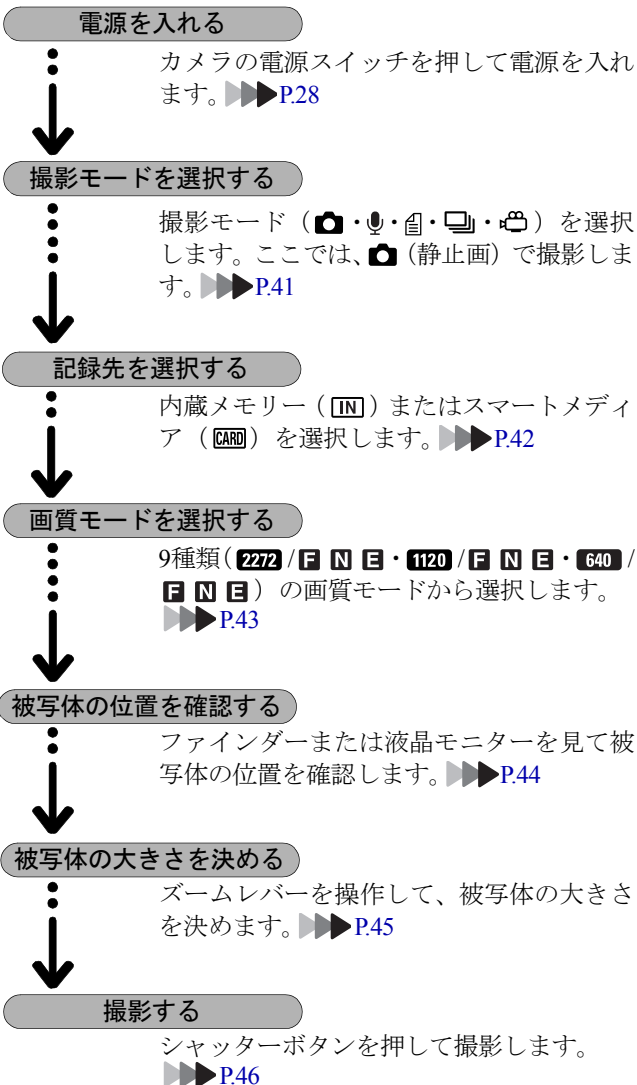 電源を入れる
カメラの電源スイッチを押して電源を入れ
ます。P.28
撮影モードを選択する
撮影モード（・・・・）を選択
します。ここでは、（静止画）で撮影しま
す。P.41
記録先を選択する
内蔵メモリー（IN）またはスマートメディ
ア（CARD）を選択します。P.42
画質モードを選択する
9種類（2272/F N E・1120/F N E・640/
F N E）の画質モードから選択します。
P.43
被写体の位置を確認する
ファインダーまたは液晶モニターを見て被
写体の位置を確認します。P.44
被写体の大きさを決める
ズームレバーを操作して、被写体の大きさ
を決めます。P.45
撮影する
シャッターボタンを押して撮影します。
P.46